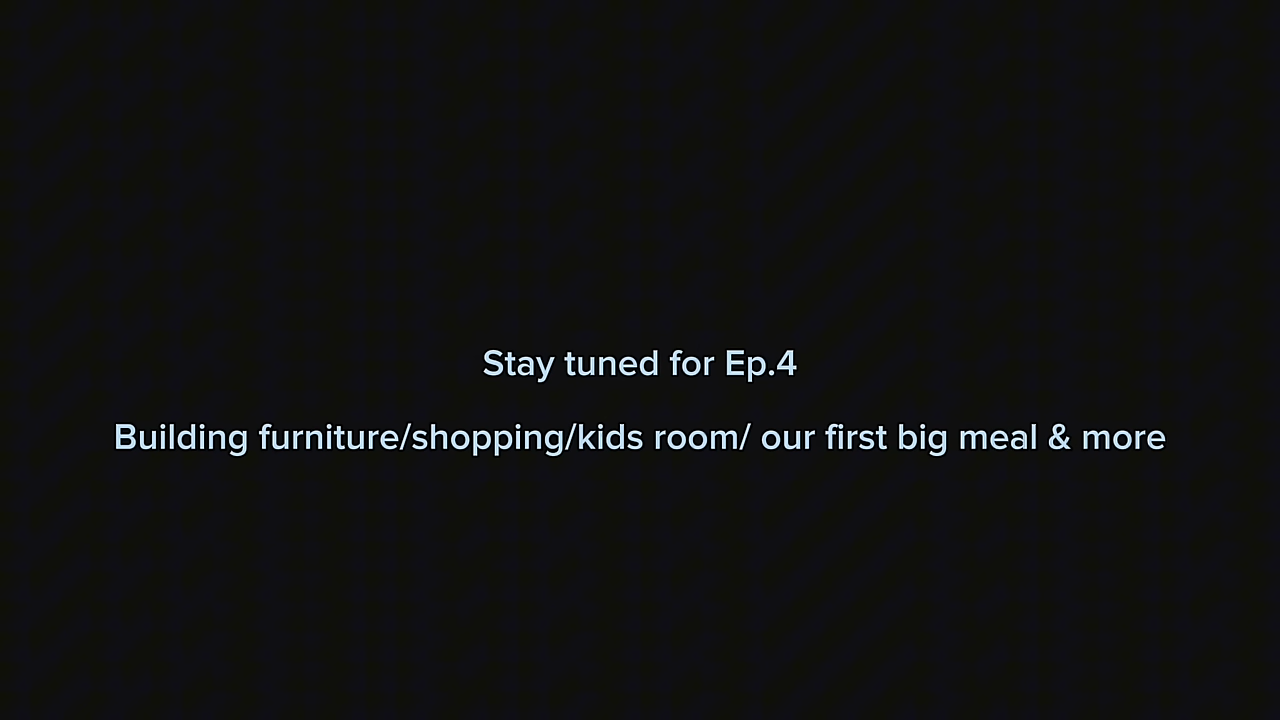 Stay tuned for Ep.4
Building furniture/shopping/kids room/ our first big meal & more